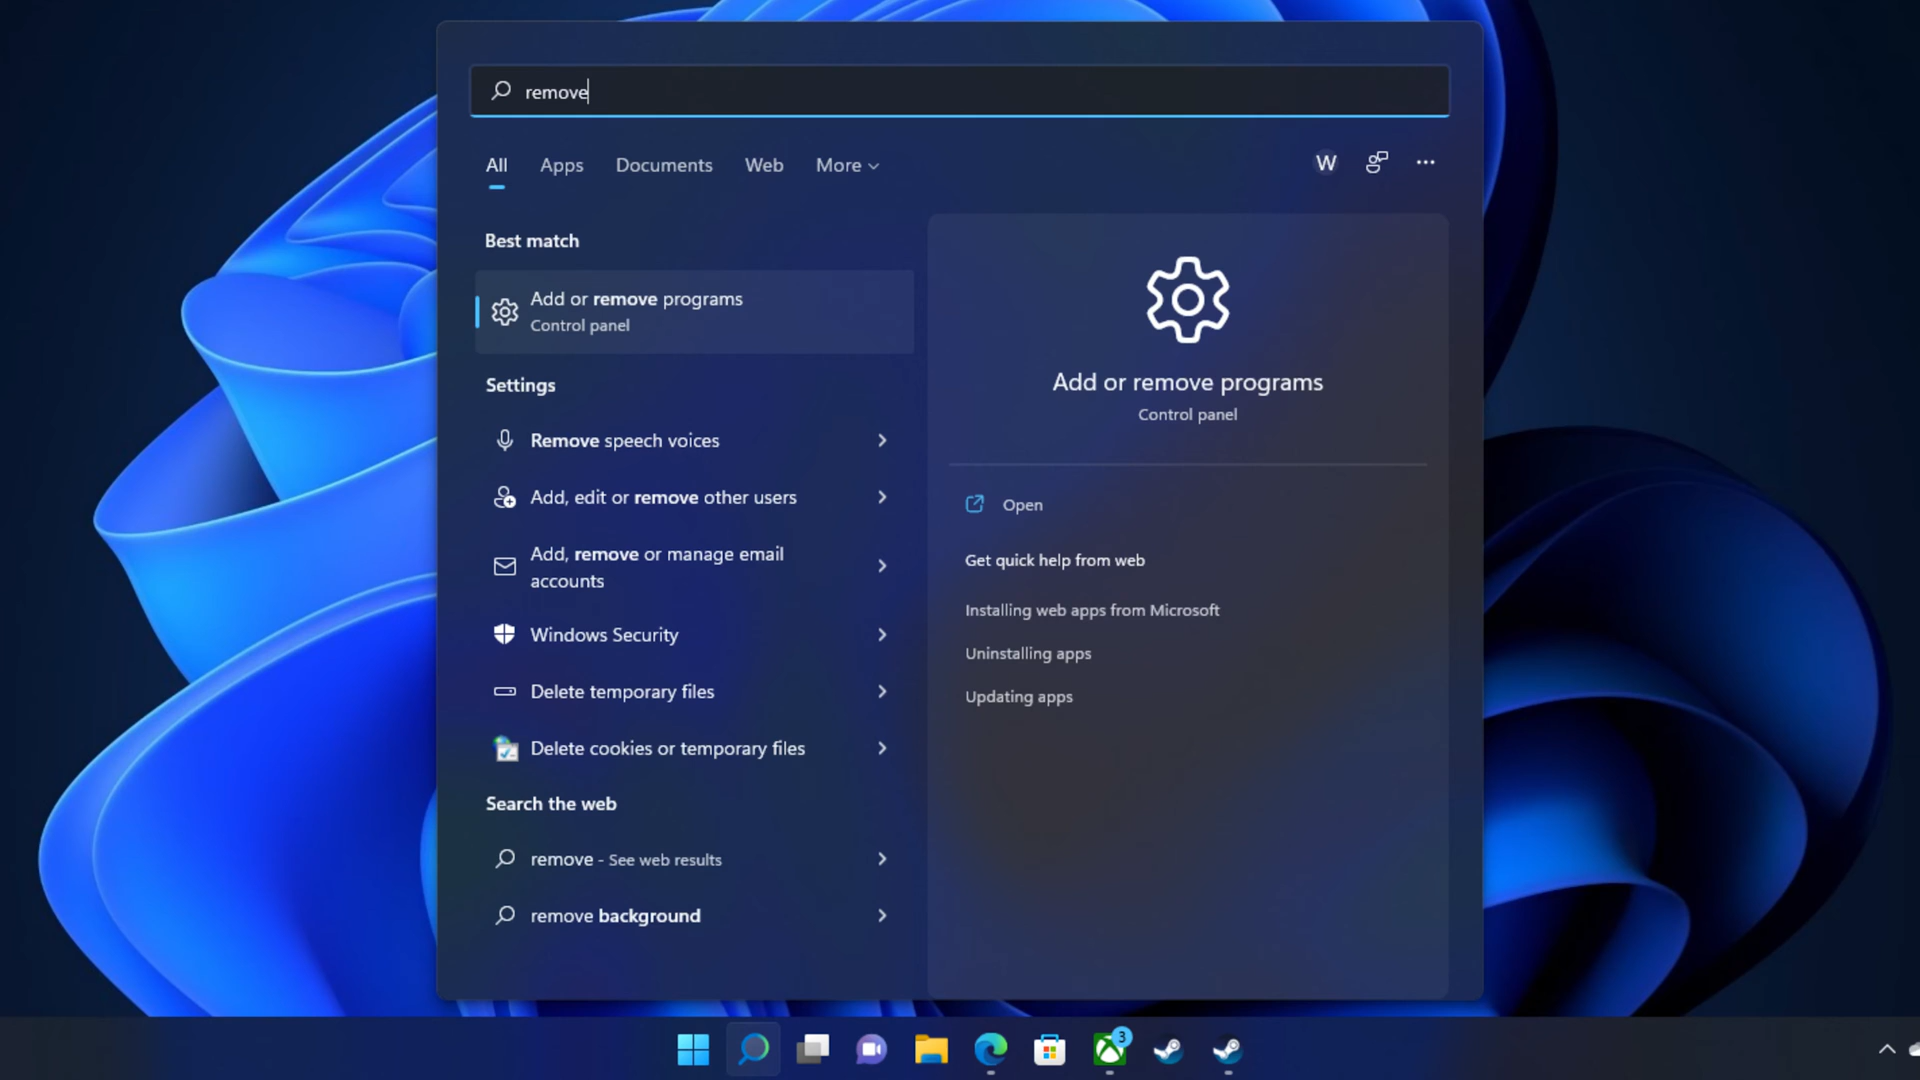 remove
All Apps Documents Web More W
Best match
Add or remove programs
Control panel
Settings
Remove speech voices
Add, edit or remove other users
Add, remove or manage email
accounts
Windows Security
Delete temporary files
Delete cookies or temporary files
Search the web
remove - See web results
remove background
Add or remove programs
Control panel
Open
Get quick help from web
Installing web apps from Microsoft
Uninstalling apps
Updating apps
3